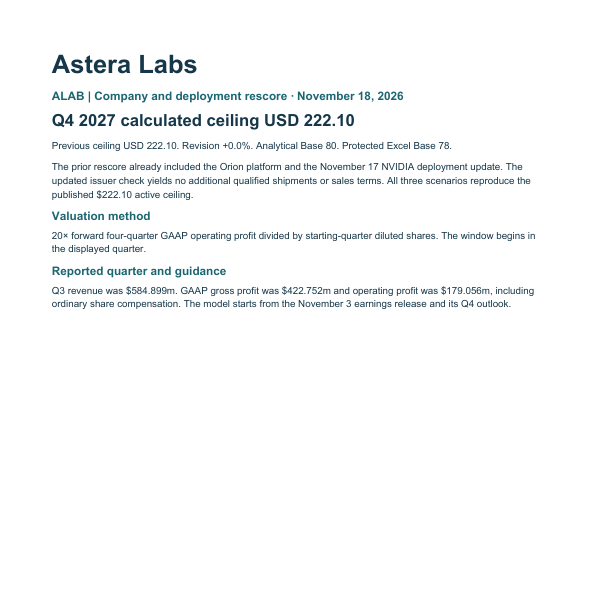 Astera Labs
ALAB | Company and deployment rescore · November 18, 2026
Q4 2027 calculated ceiling USD 222.10
Previous ceiling USD 222.10. Revision +0.0%. Analytical Base 80. Protected Excel Base 78.
The prior rescore already included the Orion platform and the November 17 NVIDIA deployment update. The
updated issuer check yields no additional qualified shipments or sales terms. All three scenarios reproduce the
published $222.10 active ceiling.
Valuation method
20× forward four-quarter GAAP operating profit divided by starting-quarter diluted shares. The window begins in
the displayed quarter.
Reported quarter and guidance
Q3 revenue was $584.899m. GAAP gross profit was $422.752m and operating profit was $179.056m, including
ordinary share compensation. The model starts from the November 3 earnings release and its Q4 outlook.